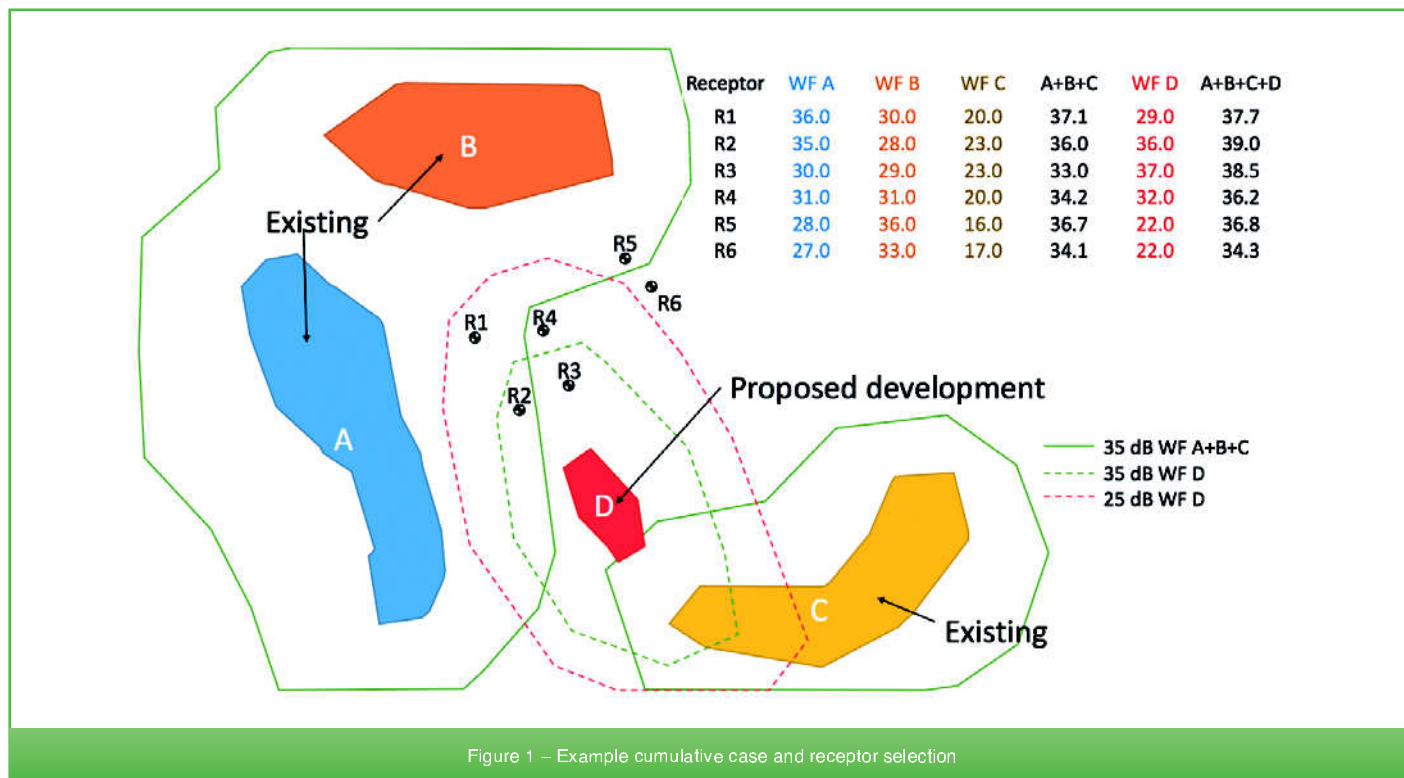 Receptor WF A WF B WF C A+B+C WF D A+B+C+D
R1 36.0 30.0 20.0 37.1 29.0 37.7
R2 35.0 28.0 23.0 36.0 36.0 39.0
R3 30.0 29.0 23.0 33.0 37.0 38.5
R4 31.0 31.0 20.0 34.2 32.0 36.2
R5 28.0 36.0 16.0 36.7 22.0 36.8
R6 27.0 33.0 17.0 34.1 22.0 34.3
B
Existing
R5
R6
R1
R4
R3
R2
Proposed development
A
35 dB WF A+B+C
35 dB WF D
25 dB WF D
D
C
Existing
Figure 1 – Example cumulative case and receptor selection